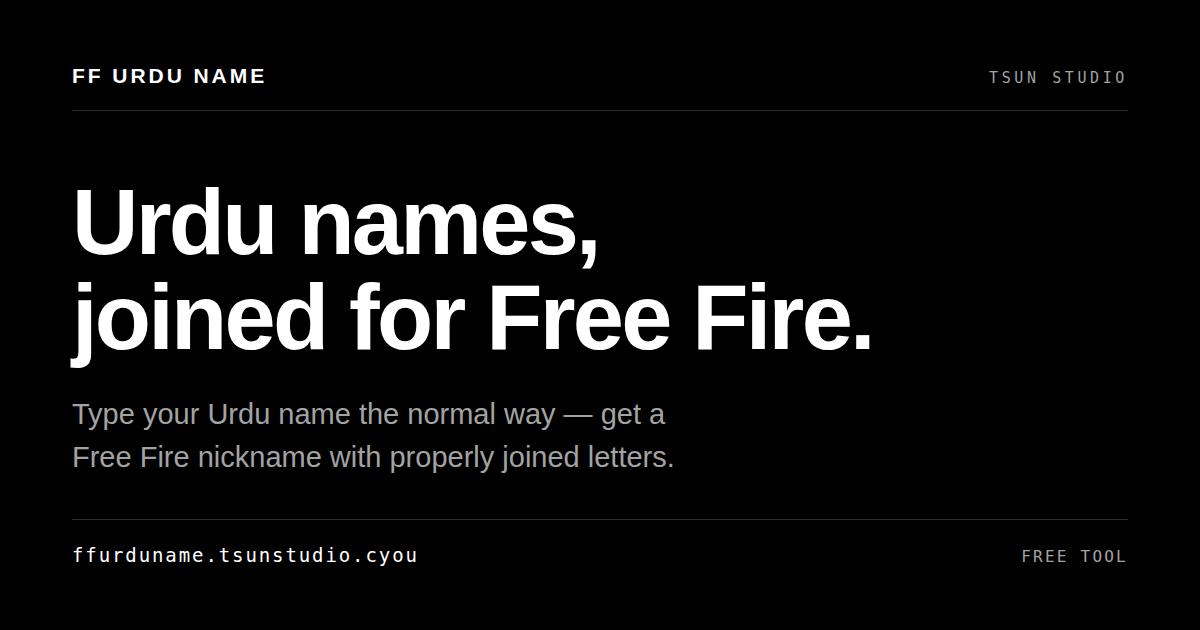 FF URDU NAME
TSUN STUDIO
Urdu names,
joined for Free Fire.
Type your Urdu name the normal way — get a
Free Fire nickname with properly joined letters.
ffurduname.tsunstudio.cyou
FREE TOOL